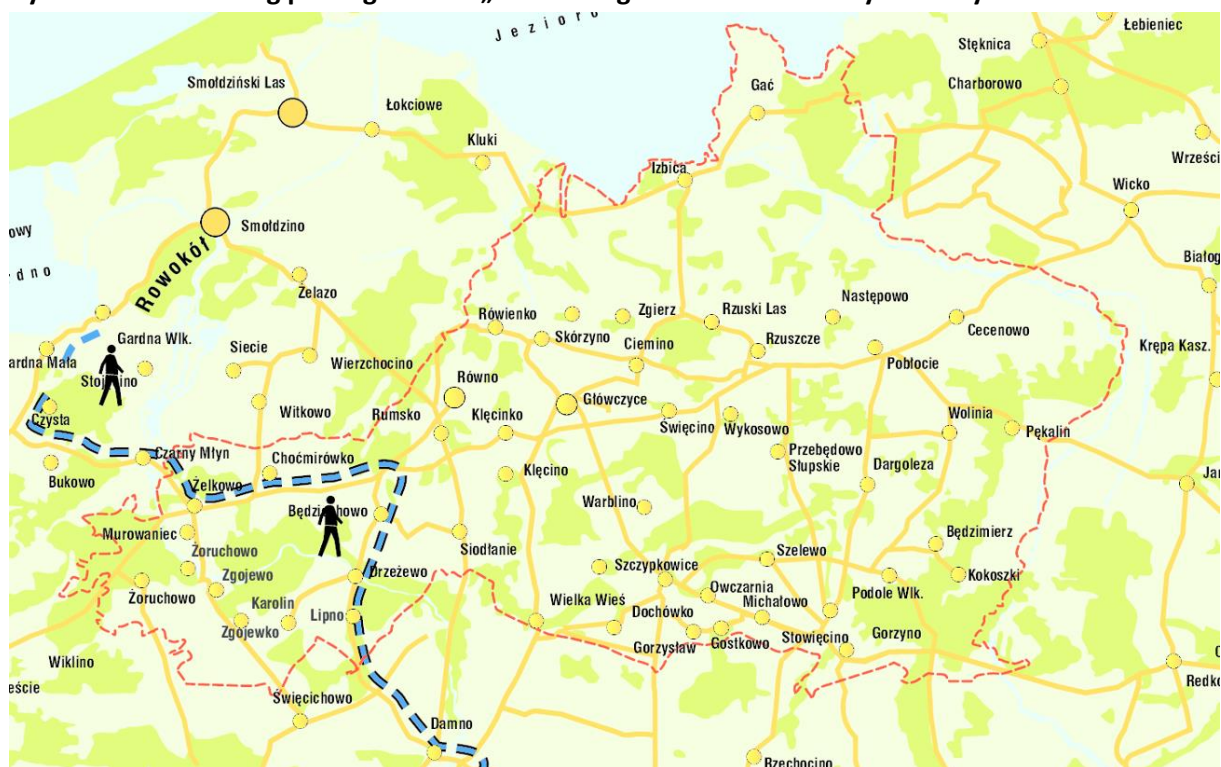 Jezioro
Łebieniec
Stęknica
Charborowo
Smołdziński Las
Łokciowe
Gać
Kluki
Izbica
Wicko
Smołdzino
Rowokół
Żelazo
Gardna Wlk.
Siecie
Wierzchocino
Rówienko
Skórzyno
Zgierz
Ciemino
Rzuski Las
Rzuszcze
Następowo
Cecenowo
Pobłocie
Krępa Kasz.
Czysta
Witkowo
Rumsko
Równo
Klęcinko
Główczyce
Święcino
Wykosowo
Wolinia
Pękalin
Bukowo
Czarny Młyn
Choćmirówko
Żelkowo
Klęcino
Przebędowo
Słupskie
Dargoleza
Murowaniec
Siodłanie
Warblino
Będzimierz
Żoruchowo
Zgojewo
Żoruchowo
Karolin
Zgojewko
Drzeżewo
Lipno
Szczypkowice
Owczarnia
Szelewo
Kokoszki
Wielka Wieś
Dochówko
Michałowo
Podole Wlk.
Gorzysław
Gostkowo
Stowięcino
Gorzyno
Wiklino
Święcichowo
Damno
Rzechocino